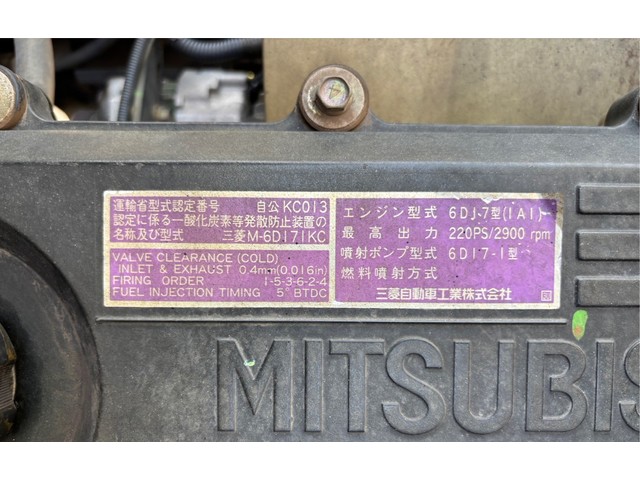 運輸省型式認定番号 自公KC013
認定に係る一酸化炭素等発散防止装置の
名称及び型式 三菱M-6D171KC
VALVE CLEARANCE (COLD)
INLET & EXHAUST 0.4mm(0.016in)
FIRING ORDER 1-5-3-6-2-4
FUEL INJECTION TIMING 5° BTDC
エンジン型式 6DJ-7型(1A1)
最高出力 220PS/2900 rpm
噴射ポンプ型式 6D17-1型
燃料噴射方式
三菱自動車工業株式会社
MITSUBIS